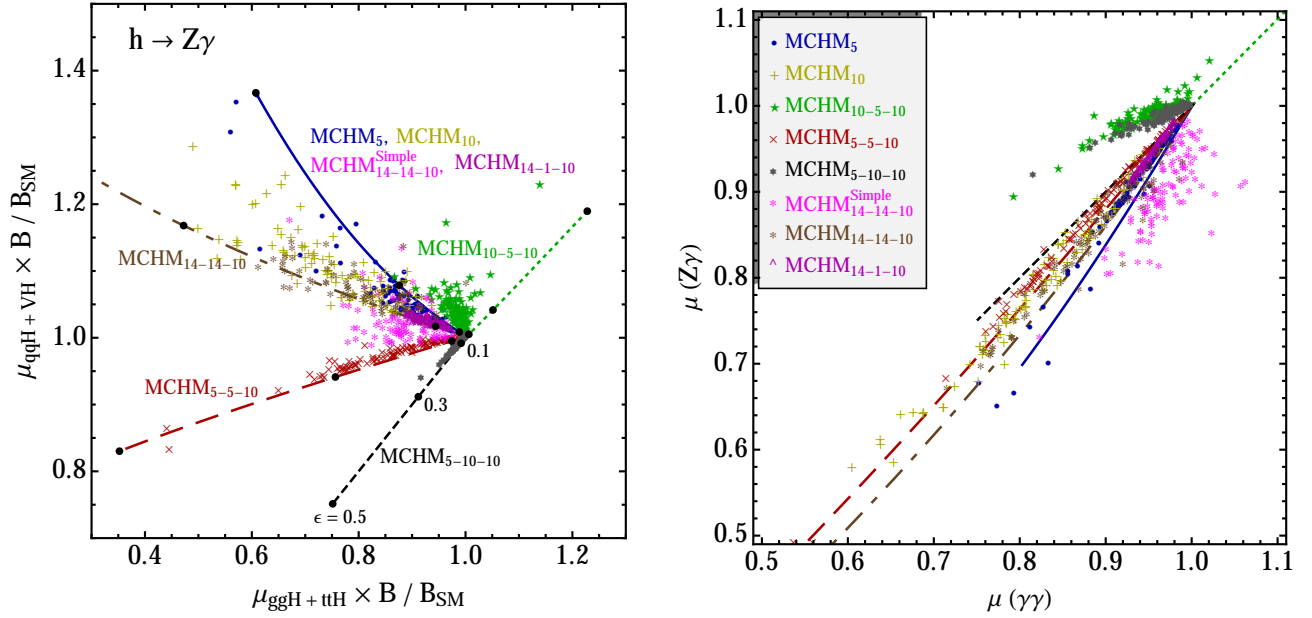 h → Zγ
1.4
1.2
1.0
0.8
μqqH + VH × B / BSM
MCHM5, MCHM10,
MCHM14−14−10^Simple, MCHM14−1−10
MCHM10−5−10
MCHM14−14−10
MCHM5−5−10
MCHM5−10−10
0.1
0.3
ϵ = 0.5
0.4 0.6 0.8 1.0 1.2
μggH + ttH × B / BSM
1.1
1.0
0.9
0.8
0.7
0.6
0.5
μ (Zγ)
MCHM5
MCHM10
MCHM10−5−10
MCHM5−5−10
MCHM5−10−10
MCHM14−14−10^Simple
MCHM14−14−10
MCHM14−1−10
0.5 0.6 0.7 0.8 0.9 1.0 1.1
μ (γγ)